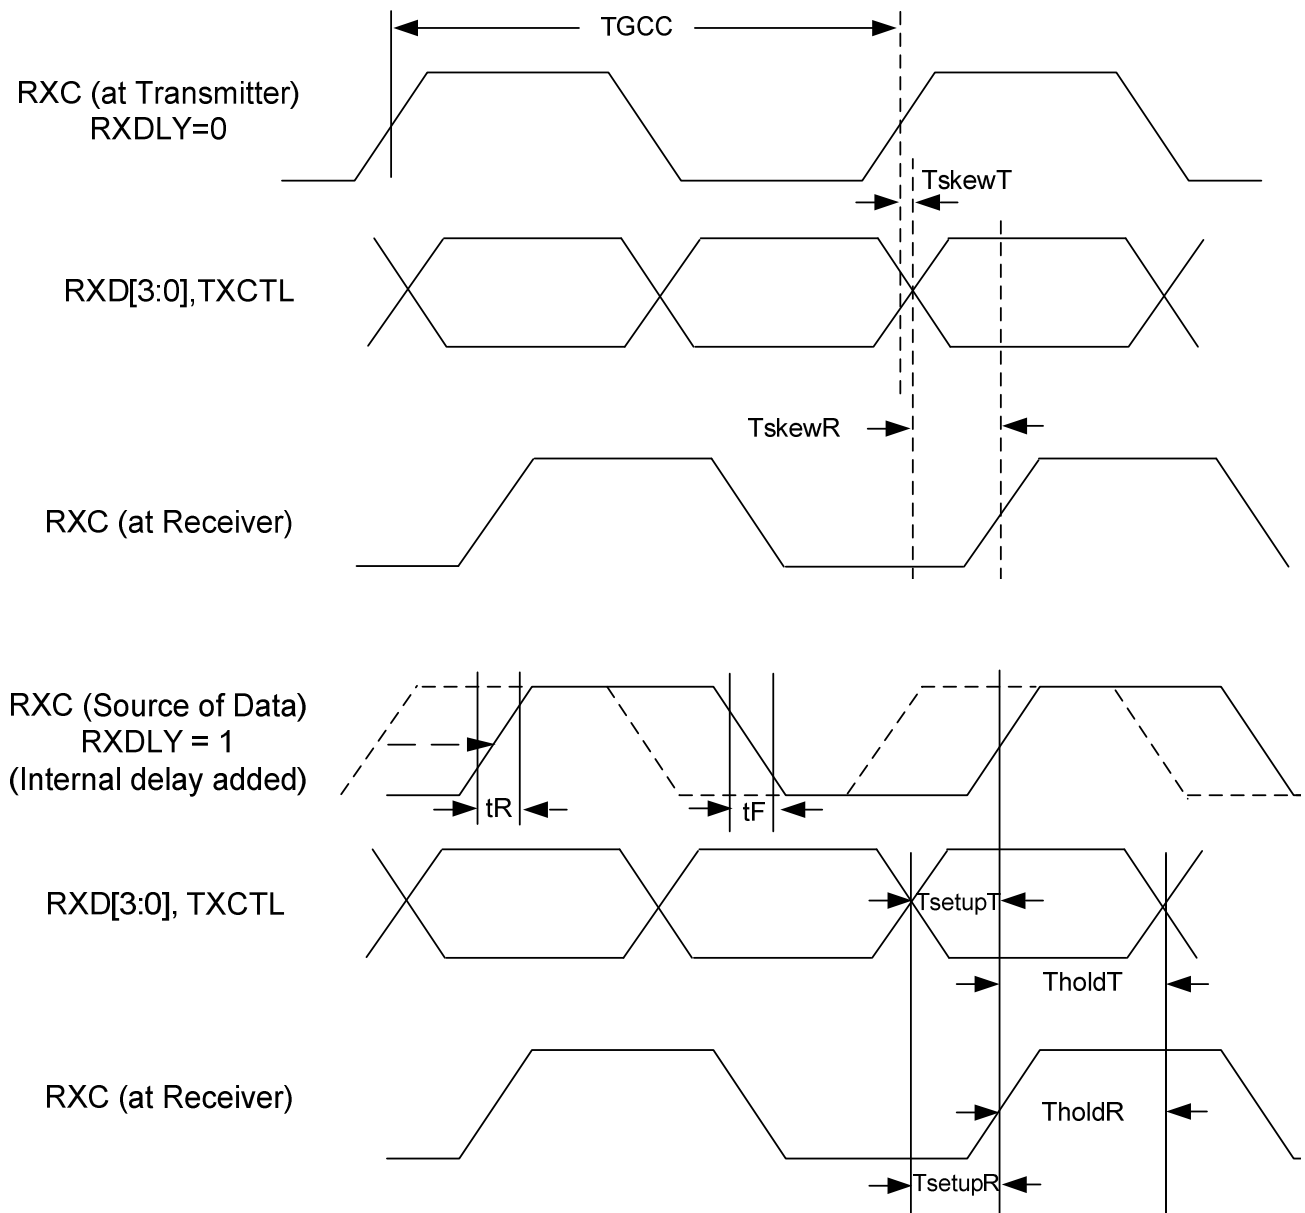 TGCC
RXC (at Transmitter)
RXDLY=0
TskewT
RXD[3:0],TXCTL
TskewR
RXC (at Receiver)
RXC (Source of Data)
RXDLY = 1
(Internal delay added)
tR
tF
RXD[3:0], TXCTL
TsetupT
TholdT
RXC (at Receiver)
TholdR
TsetupR